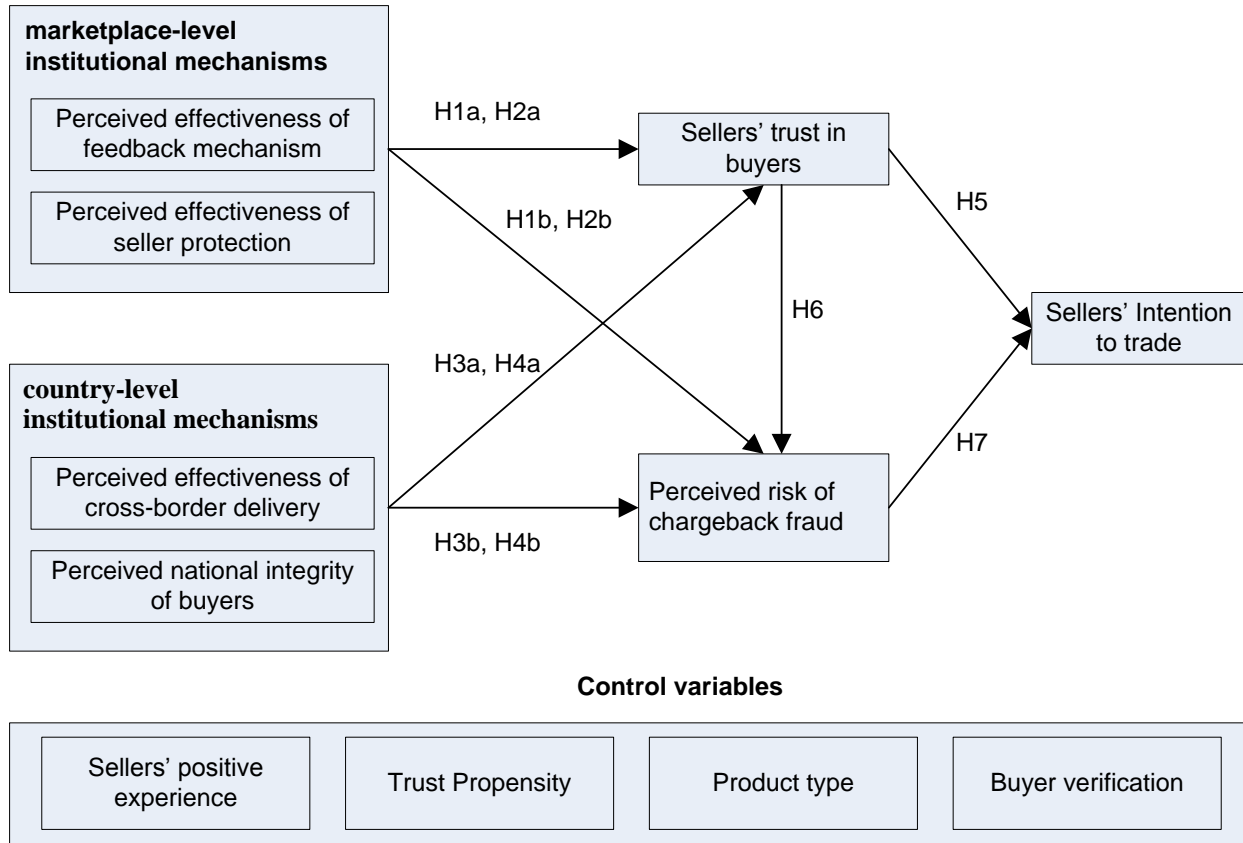 marketplace-level
institutional mechanisms
Perceived effectiveness of
feedback mechanism
Perceived effectiveness of
seller protection
country-level
institutional mechanisms
Perceived effectiveness of
cross-border delivery
Perceived national integrity
of buyers
H1a, H2a
H1b, H2b
H3a, H4a
H3b, H4b
Sellers’ trust in
buyers
H6
Perceived risk of
chargeback fraud
H5
H7
Sellers’ Intention
to trade
Control variables
Sellers’ positive
experience
Trust Propensity
Product type
Buyer verification